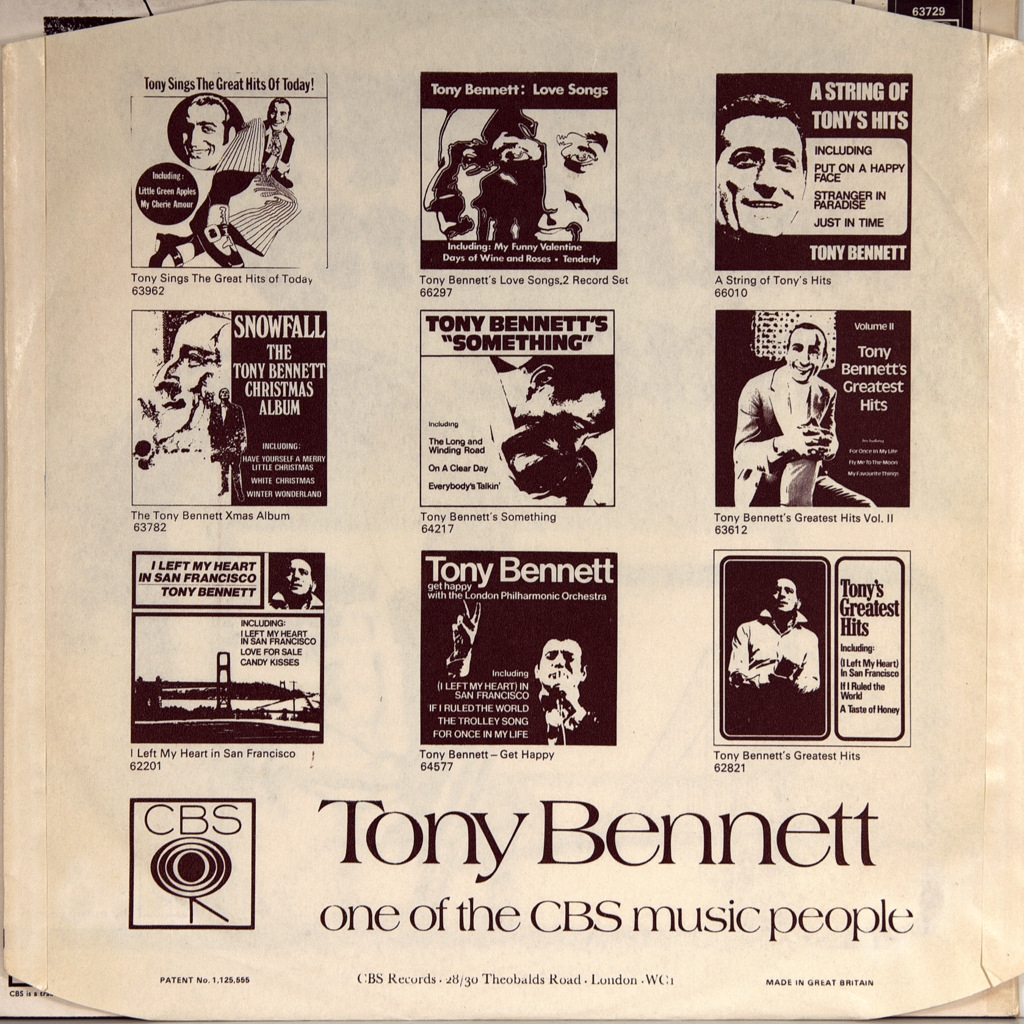 63729
Tony Sings The Great Hits Of Today!
Including:
Little Green Apples
My Cherie Amour
Tony Sings The Great Hits of Today
63962
Tony Bennett: Love Songs
Including: My Funny Valentine
Days of Wine and Roses • Tenderly
Tony Bennett's Love Songs,2 Record Set
66297
A STRING OF
TONY'S HITS
INCLUDING
PUT ON A HAPPY
FACE
STRANGER IN
PARADISE
JUST IN TIME
TONY BENNETT
A String of Tony's Hits
66010
SNOWFALL
THE
TONY BENNETT
CHRISTMAS
ALBUM
INCLUDING:
HAVE YOURSELF A MERRY
LITTLE CHRISTMAS
WHITE CHRISTMAS
WINTER WONDERLAND
The Tony Bennett Xmas Album
63782
TONY BENNETT'S
"SOMETHING"
Including
The Long and
Winding Road
On A Clear Day
Everybody's Talkin'
Tony Bennett's Something
64217
Volume II
Tony
Bennett's
Greatest
Hits
Including
For Once In My Life
Fly Me To The Moon
My Favourite Things
Tony Bennett's Greatest Hits Vol. II
63612
I LEFT MY HEART
IN SAN FRANCISCO
TONY BENNETT
INCLUDING:
I LEFT MY HEART
IN SAN FRANCISCO
LOVE FOR SALE
CANDY KISSES
I Left My Heart in San Francisco
62201
Tony Bennett
get happy
with the London Philharmonic Orchestra
Including
(I LEFT MY HEART) IN
SAN FRANCISCO
IF I RULED THE WORLD
THE TROLLEY SONG
FOR ONCE IN MY LIFE
Tony Bennett – Get Happy
64577
Tony's
Greatest
Hits
Including:
(I Left My Heart)
In San Francisco
If I Ruled the
World
A Taste of Honey
Tony Bennett's Greatest Hits
62821
CBS
Tony Bennett
one of the CBS music people
PATENT No. 1,125,555
CBS Records · 28/30 Theobalds Road · London · WC1
MADE IN GREAT BRITAIN
CBS is a